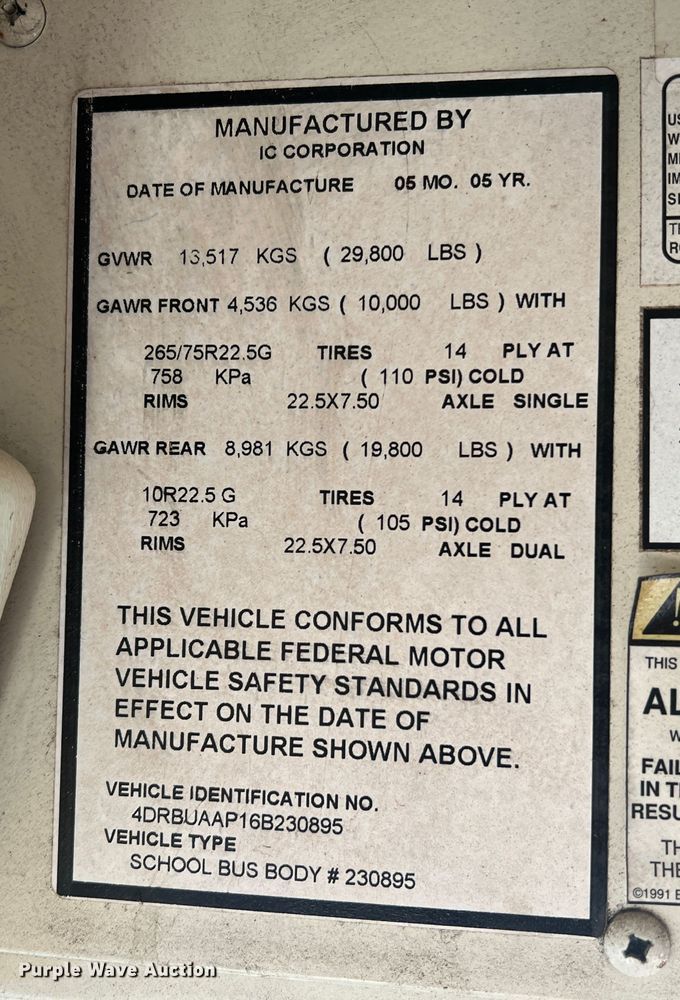 MANUFACTURED BY
IC CORPORATION
DATE OF MANUFACTURE 05 MO. 05 YR.
GVWR 13,517 KGS ( 29,800 LBS )
GAWR FRONT 4,536 KGS ( 10,000 LBS ) WITH
265/75R22.5G TIRES 14 PLY AT
758 KPa ( 110 PSI) COLD
RIMS 22.5X7.50 AXLE SINGLE
GAWR REAR 8,981 KGS ( 19,800 LBS ) WITH
10R22.5 G TIRES 14 PLY AT
723 KPa ( 105 PSI) COLD
RIMS 22.5X7.50 AXLE DUAL
THIS VEHICLE CONFORMS TO ALL
APPLICABLE FEDERAL MOTOR
VEHICLE SAFETY STANDARDS IN
EFFECT ON THE DATE OF
MANUFACTURE SHOWN ABOVE.
VEHICLE IDENTIFICATION NO.
4DRBUAAP16B230895
VEHICLE TYPE
SCHOOL BUS BODY # 230895
THIS
IN
©1991
Purple Wave Auction